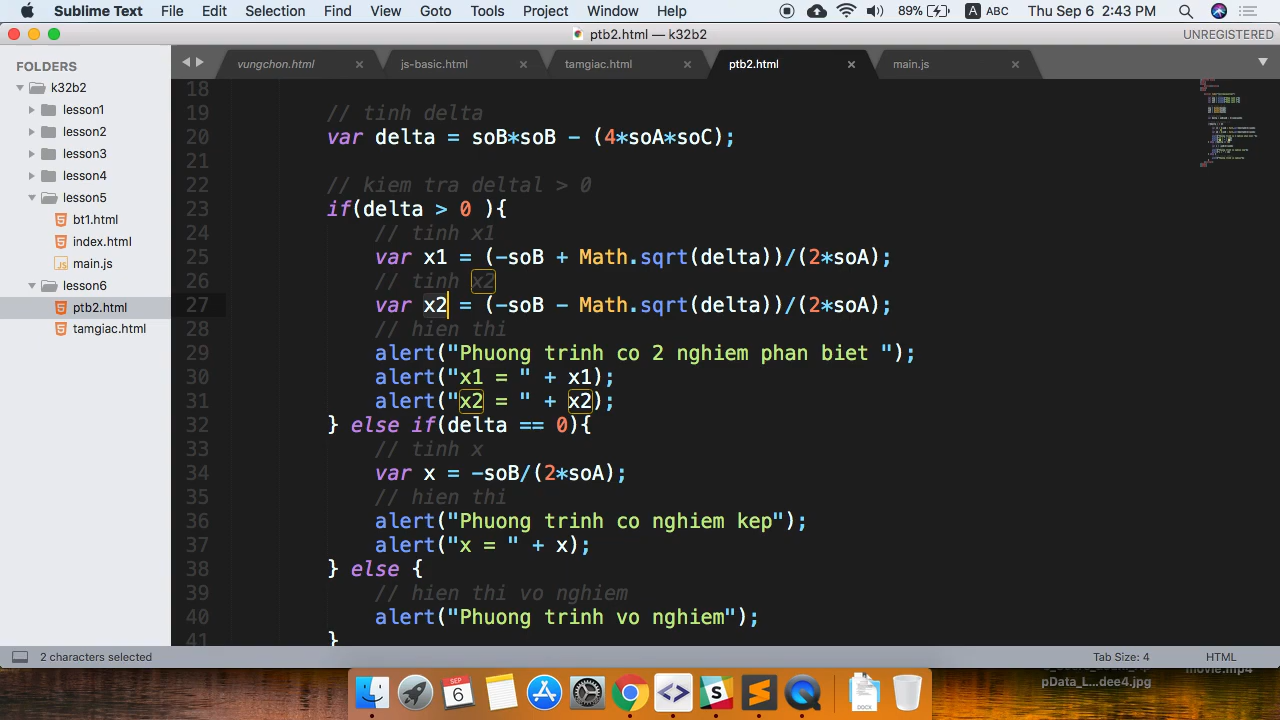 Sublime Text File Edit Selection Find View Goto Tools Project Window Help 89% A ABC Thu Sep 6 2:43 PM
ptb2.html — k32b2 UNREGISTERED
FOLDERS
k32b2
lesson1
lesson2
lesson3
lesson4
lesson5
bt1.html
index.html
main.js
lesson6
ptb2.html
tamgiac.html
vungchon.html × js-basic.html × tamgiac.html × ptb2.html × main.js ×
18
19 // tinh delta
20 var delta = soB*soB - (4*soA*soC);
21
22 // kiem tra deltal > 0
23 if(delta > 0 ){
24 // tinh x1
25 var x1 = (-soB + Math.sqrt(delta))/(2*soA);
26 // tinh x2
27 var x2 = (-soB - Math.sqrt(delta))/(2*soA);
28 // hien thi
29 alert("Phuong trinh co 2 nghiem phan biet ");
30 alert("x1 = " + x1);
31 alert("x2 = " + x2);
32 } else if(delta == 0){
33 // tinh x
34 var x = -soB/(2*soA);
35 // hien thi
36 alert("Phuong trinh co nghiem kep");
37 alert("x = " + x);
38 } else {
39 // hien thi vo nghiem
40 alert("Phuong trinh vo nghiem");
41 }
2 characters selected Tab Size: 4 HTML
pData_L...dee4.jpg movie.mp4
SEP
6
DOCX